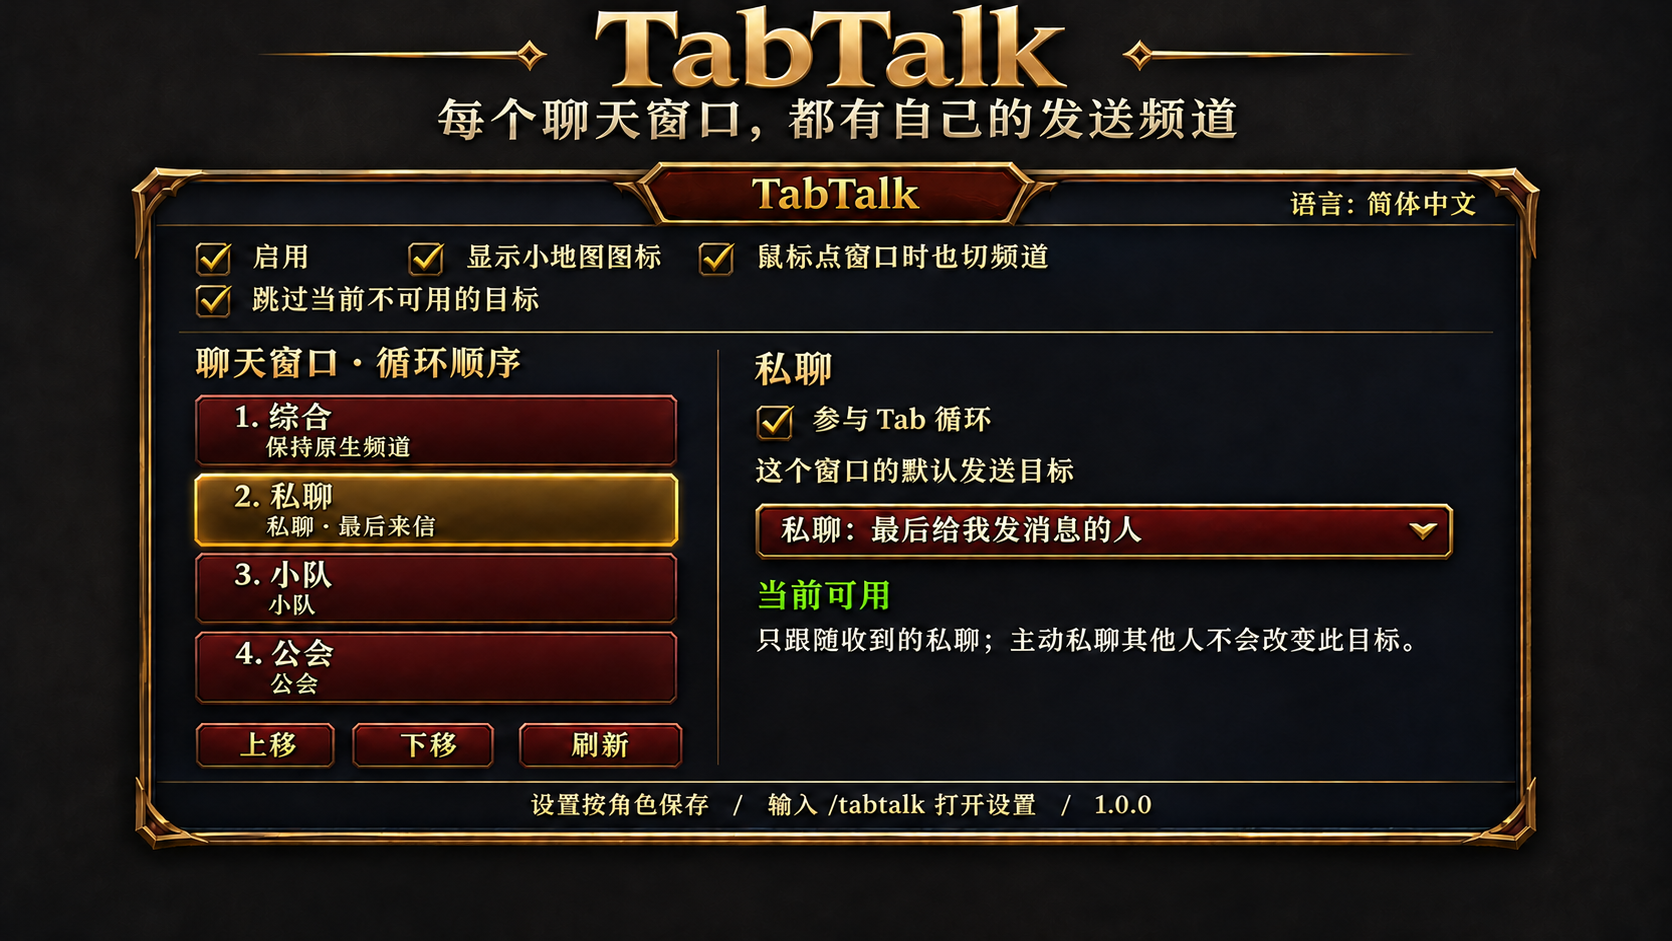 TabTalk
每个聊天窗口，都有自己的发送频道
TabTalk
语言：简体中文
启用
显示小地图图标
鼠标点窗口时也切频道
跳过当前不可用的目标
聊天窗口·循环顺序
1. 综合
保持原生频道
2. 私聊
私聊·最后来信
3. 小队
小队
4. 公会
公会
上移
下移
刷新
私聊
参与 Tab 循环
这个窗口的默认发送目标
私聊：最后给我发消息的人
当前可用
只跟随收到的私聊；主动私聊其他人不会改变此目标。
设置按角色保存 / 输入 /tabtalk 打开设置 / 1.0.0